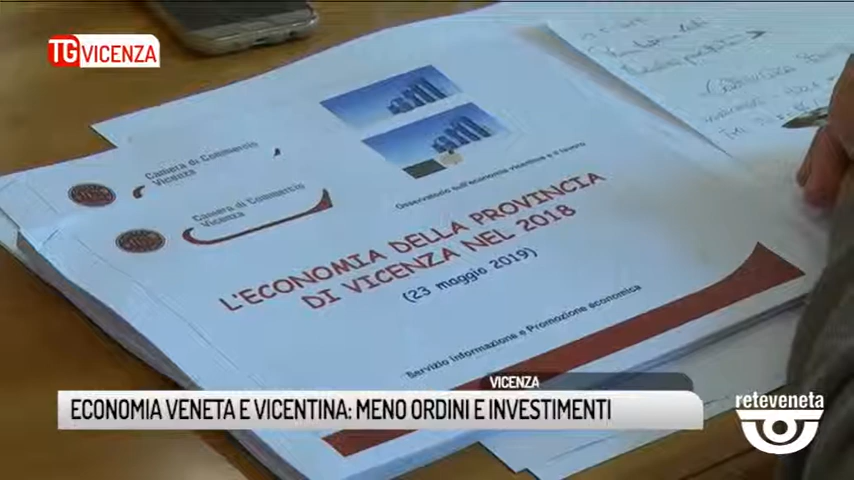 TG VICENZA
Camera di Commercio
Vicenza
Camera di Commercio
Vicenza
Osservatorio sull'economia vicentina e il lavoro
L'ECONOMIA DELLA PROVINCIA
DI VICENZA NEL 2018
(23 maggio 2019)
Servizio informazione e Promozione economica
VICENZA
ECONOMIA VENETA E VICENTINA: MENO ORDINI E INVESTIMENTI
reteveneta